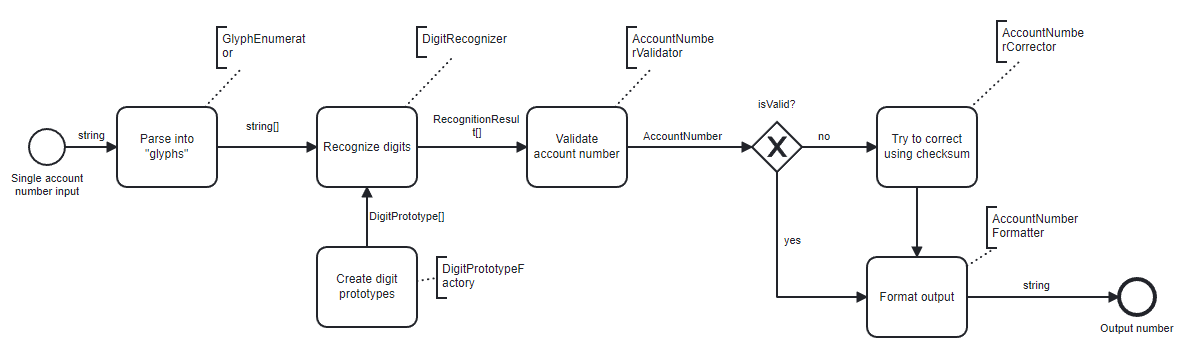 GlyphEnumerat
or
DigitRecognizer
AccountNumbe
rValidator
AccountNumbe
rCorrector
string
Parse into
"glyphs"
string[]
Recognize digits
RecognitionResul
t[]
Validate
account number
AccountNumber
isValid?
no
Try to correct
using checksum
Single account
number input
DigitPrototype[]
yes
AccountNumber
Formatter
Create digit
prototypes
DigitPrototypeF
actory
Format output
string
Output number